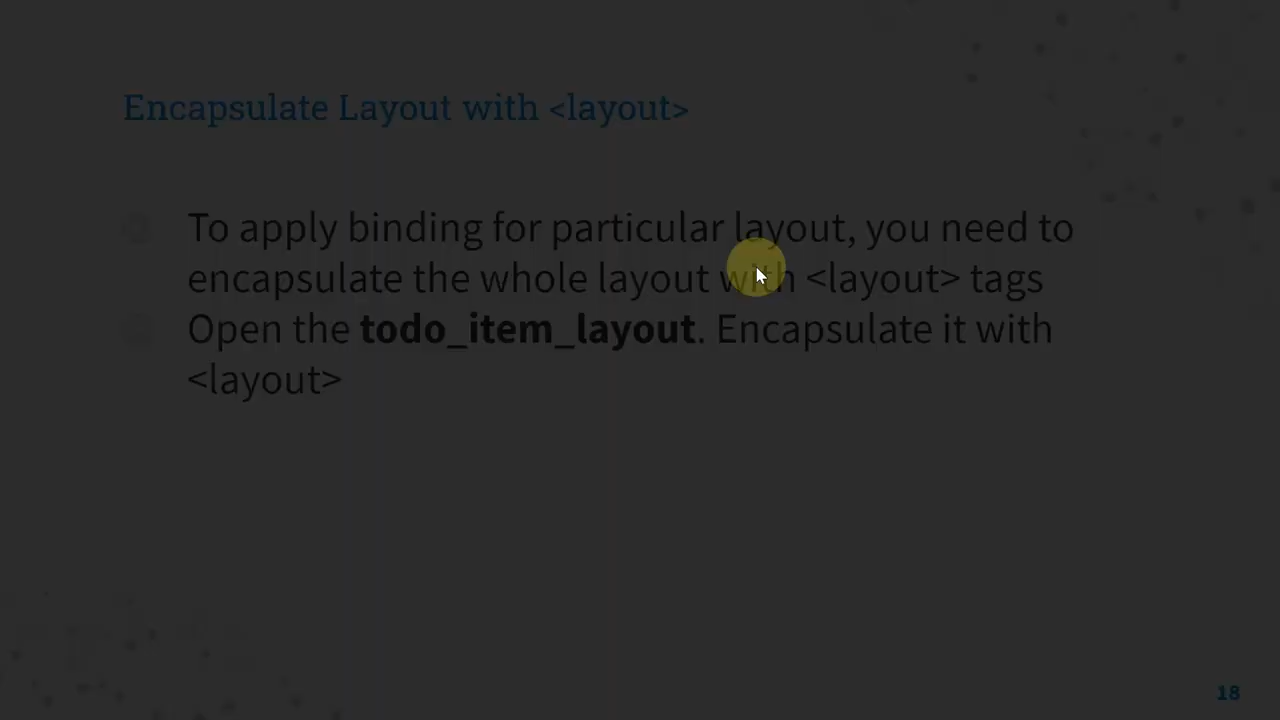 Encapsulate Layout with <layout>
To apply binding for particular layout, you need to
encapsulate the whole layout with <layout> tags
Open the todo_item_layout. Encapsulate it with
<layout>
18